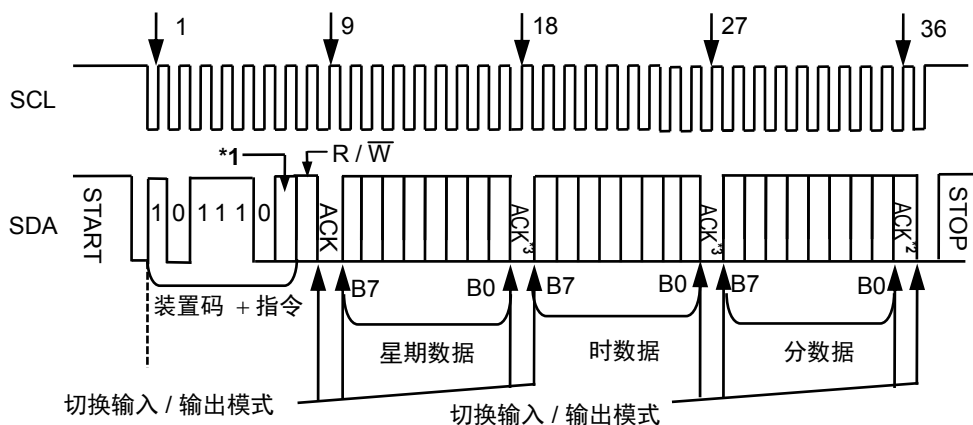 1 9 18 27 36
SCL
*1 R / W
SDA START 1 0 1 1 1 0 ACK ACK*3 ACK*3 ACK*2 STOP
B7 B0 B7 B0 B7 B0
装置码 + 指令
星期数据 时数据 分数据
切换输入 / 输出模式 切换输入 / 输出模式